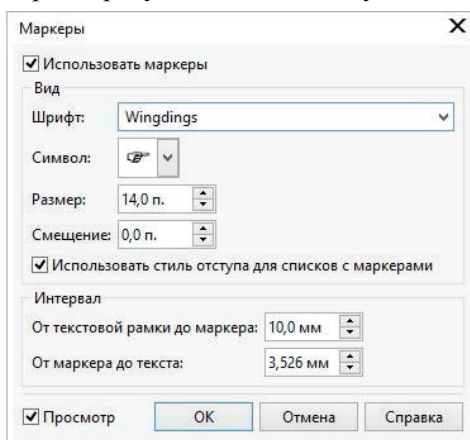 Маркеры
Использовать маркеры
Вид
Шрифт: Wingdings
Символ:
Размер: 14,0 п.
Смещение: 0,0 п.
Использовать стиль отступа для списков с маркерами
Интервал
От текстовой рамки до маркера: 10,0 мм
От маркера до текста: 3,526 мм
Просмотр OK Отмена Справка